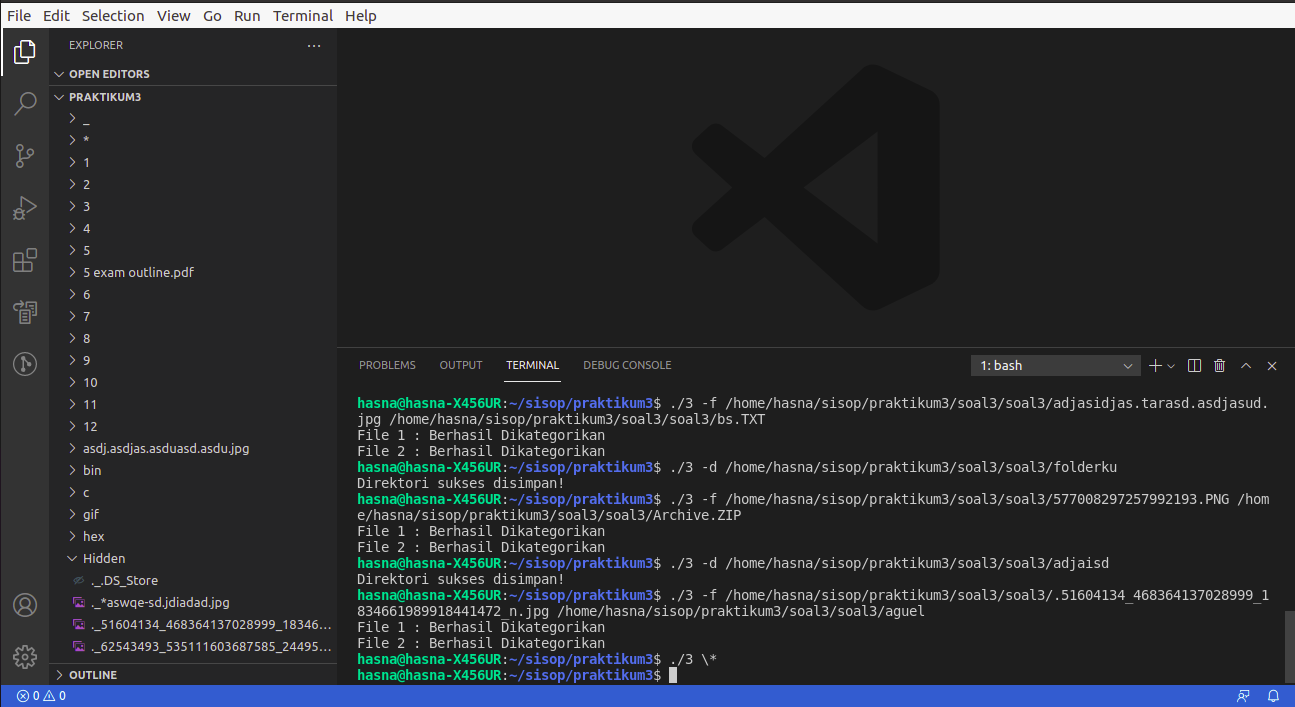 File Edit Selection View Go Run Terminal Help
EXPLORER ...
OPEN EDITORS
PRAKTIKUM3
_
*
1
2
3
4
5
5 exam outline.pdf
6
7
8
9
10
11
12
asdj.asdjas.asduasd.asdu.jpg
bin
c
gif
hex
Hidden
._.DS_Store
._*aswqe-sd.jdiadad.jpg
._51604134_468364137028999_18346...
._62543493_535111603687585_24495...
OUTLINE
PROBLEMS OUTPUT TERMINAL DEBUG CONSOLE 1: bash
hasna@hasna-X456UR:~/sisop/praktikum3$ ./3 -f /home/hasna/sisop/praktikum3/soal3/soal3/adjasidjas.tarasd.asdjasud.
jpg /home/hasna/sisop/praktikum3/soal3/soal3/bs.TXT
File 1 : Berhasil Dikategorikan
File 2 : Berhasil Dikategorikan
hasna@hasna-X456UR:~/sisop/praktikum3$ ./3 -d /home/hasna/sisop/praktikum3/soal3/soal3/folderku
Direktori sukses disimpan!
hasna@hasna-X456UR:~/sisop/praktikum3$ ./3 -f /home/hasna/sisop/praktikum3/soal3/soal3/577008297257992193.PNG /hom
e/hasna/sisop/praktikum3/soal3/soal3/Archive.ZIP
File 1 : Berhasil Dikategorikan
File 2 : Berhasil Dikategorikan
hasna@hasna-X456UR:~/sisop/praktikum3$ ./3 -d /home/hasna/sisop/praktikum3/soal3/soal3/adjaisd
Direktori sukses disimpan!
hasna@hasna-X456UR:~/sisop/praktikum3$ ./3 -f /home/hasna/sisop/praktikum3/soal3/soal3/.51604134_468364137028999_1
834661989918441472_n.jpg /home/hasna/sisop/praktikum3/soal3/soal3/aguel
File 1 : Berhasil Dikategorikan
File 2 : Berhasil Dikategorikan
hasna@hasna-X456UR:~/sisop/praktikum3$ ./3 \*
hasna@hasna-X456UR:~/sisop/praktikum3$
0 0